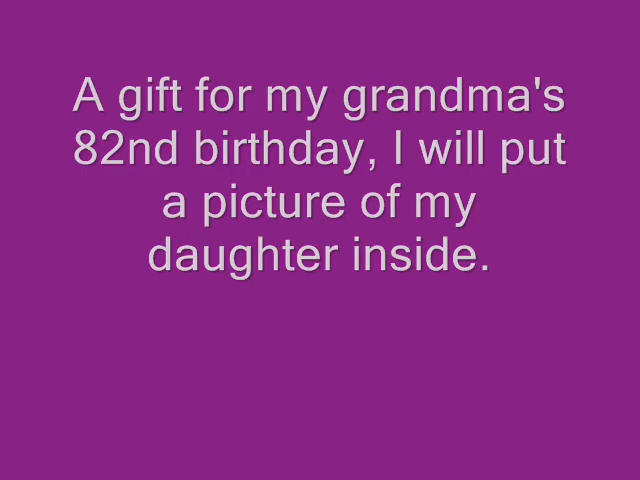 A gift for my grandma's
82nd birthday, I will put
a picture of my
daughter inside.